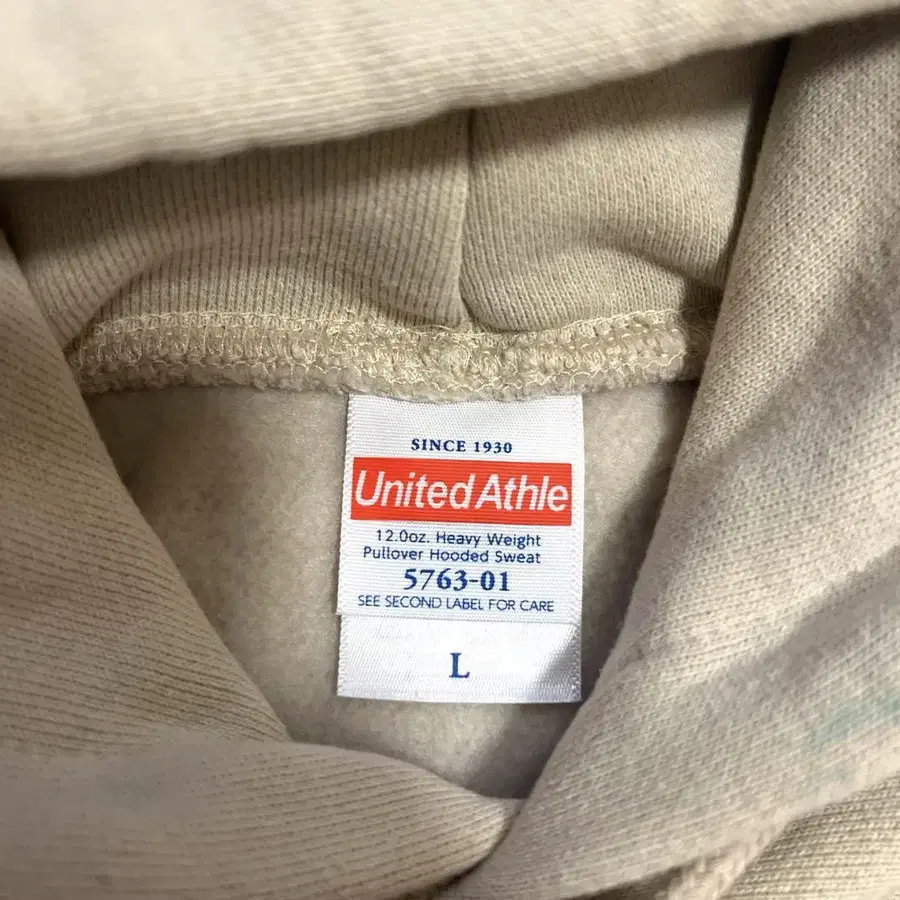 SINCE 1930
United Athle
12.0oz. Heavy Weight
Pullover Hooded Sweat
5763-01
SEE SECOND LABEL FOR CARE
L